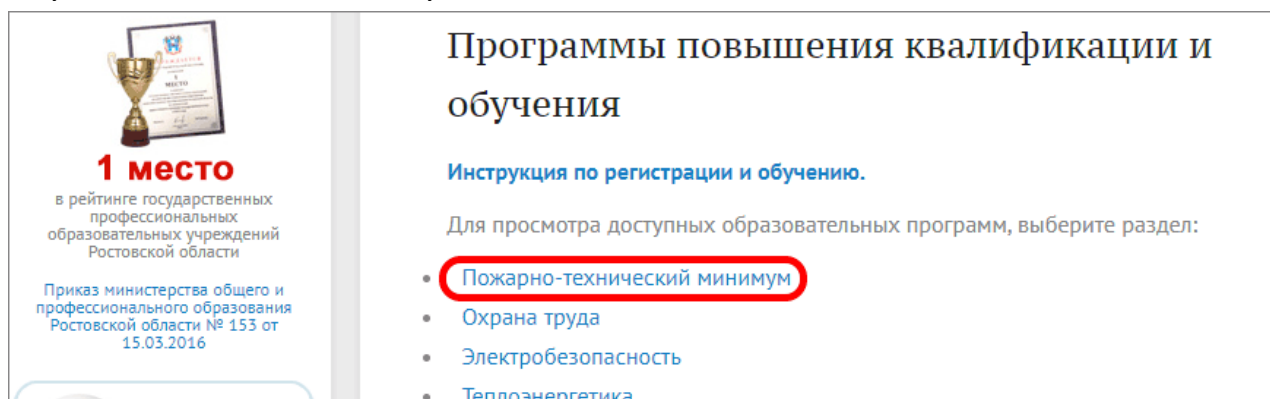 1 место
в рейтинге государственных
профессиональных
образовательных учреждений
Ростовской области
Приказ министерства общего и
профессионального образования
Ростовской области № 153 от
15.03.2016
Программы повышения квалификации и
обучения
Инструкция по регистрации и обучению.
Для просмотра доступных образовательных программ, выберите раздел:
Пожарно-технический минимум
Охрана труда
Электробезопасность
Теплоэнергетика